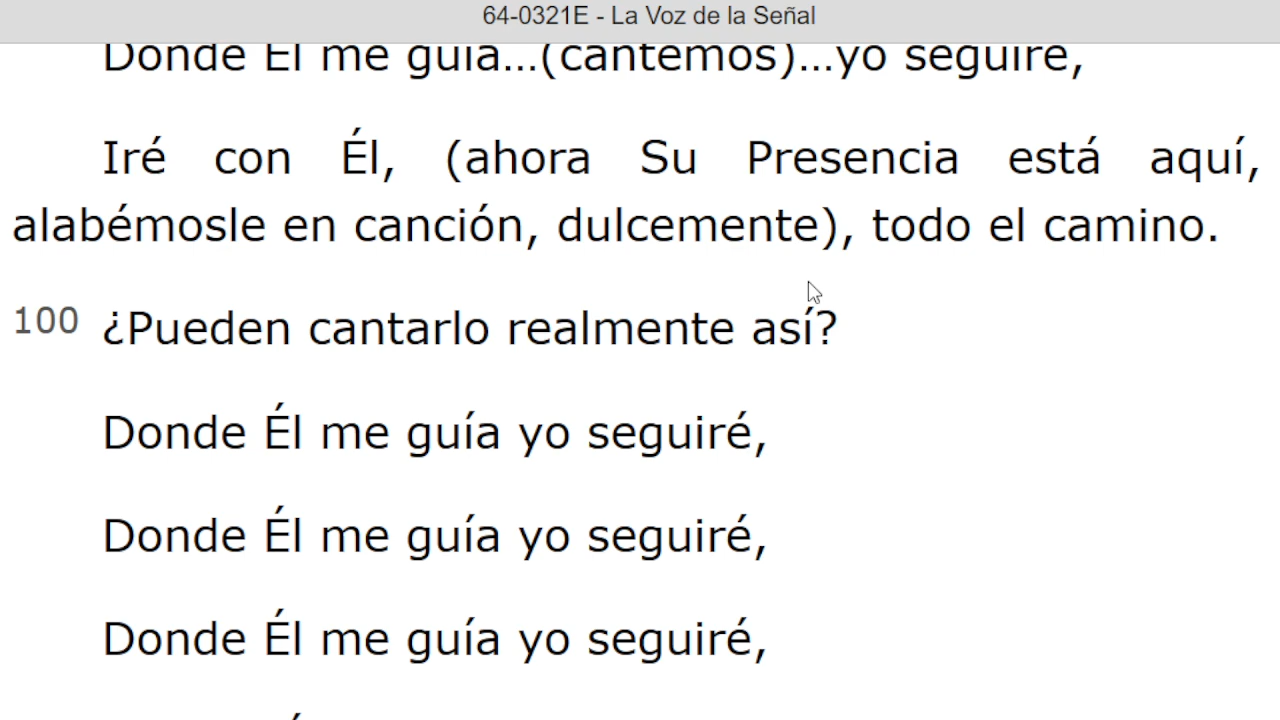 64-0321E - La Voz de la Señal
Donde Él me guía...(cantemos)...yo seguiré,
Iré con Él, (ahora Su Presencia está aquí,
alabémosle en canción, dulcemente), todo el camino.
100 ¿Pueden cantarlo realmente así?
Donde Él me guía yo seguiré,
Donde Él me guía yo seguiré,
Donde Él me guía yo seguiré,